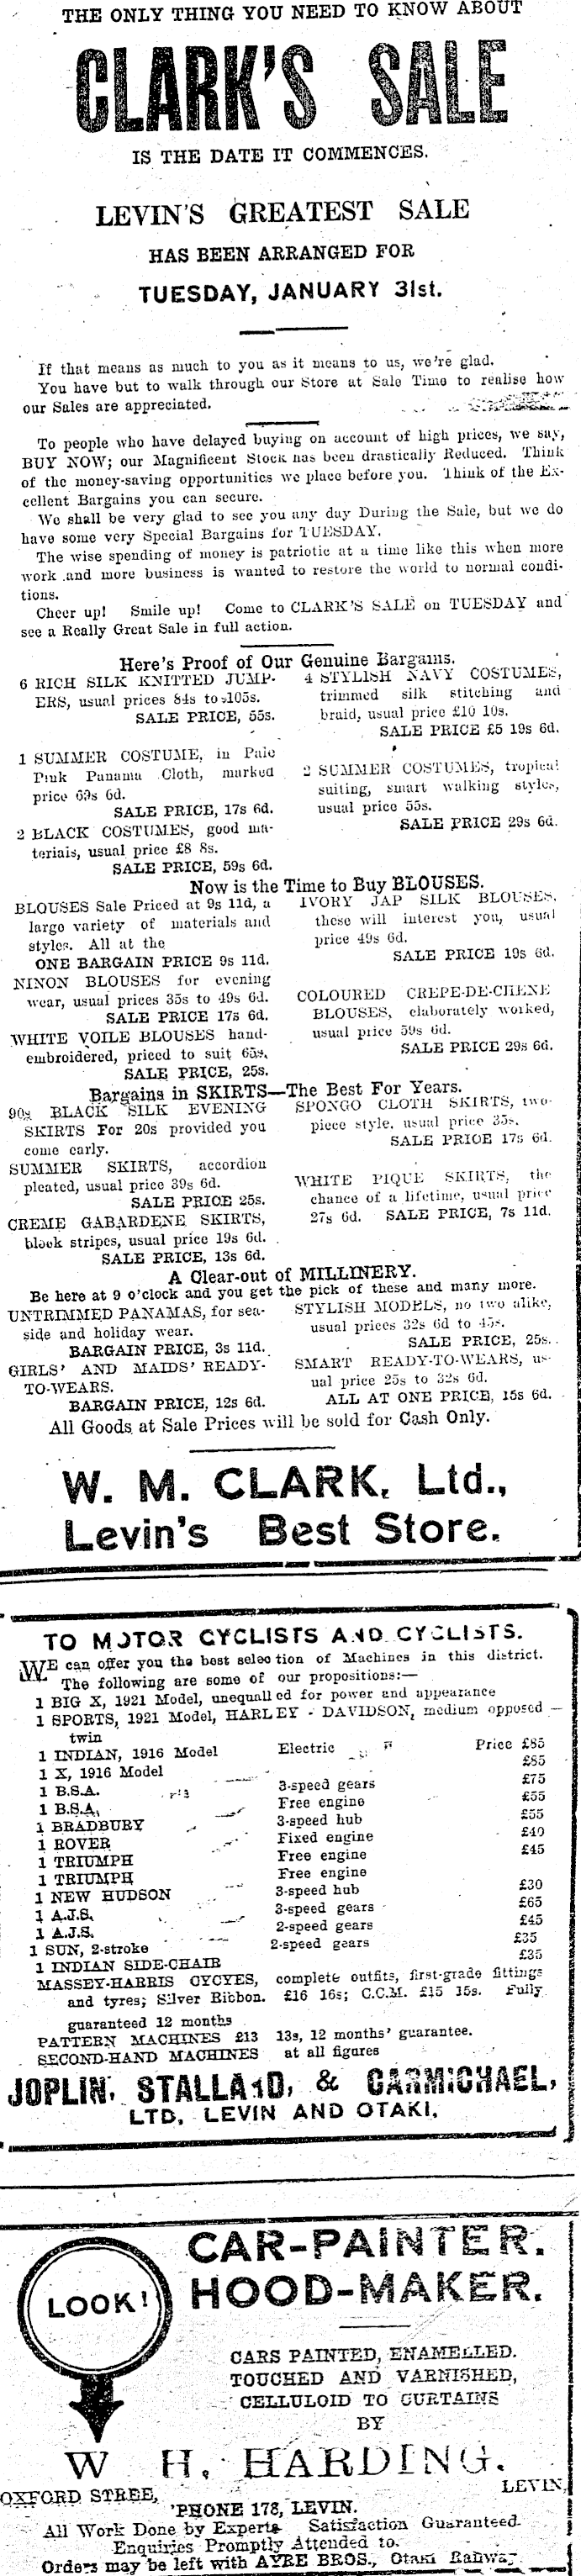 THE ONLY THING YOU NEED TO KNOW ABOUT
CLARK'S SALE
IS THE DATE IT COMMENCES.
LEVIN'S GREATEST SALE
HAS BEEN ARRANGED FOR
TUESDAY, JANUARY 31st.
If that means as much to you as it means to us, we're glad.
You have but to walk through our Store at Sale Time to realise how
our Sales are appreciated.
To people who have delayed buying on account of high prices, we say,
BUY NOW; our Magnificent Stock has been drastically Reduced. Think
of the money-saving opportunities we place before you. Think of the Ex-
cellent Bargains you can secure.
We shall be very glad to see you any day During the Sale, but we do
have some very Special Bargains for TUESDAY.
The wise spending of money is patriotic at a time like this when more
work and more business is wanted to restore the world to normal condi-
tions.
Cheer up! Smile up! Come to CLARK'S SALE on TUESDAY and
see a Really Great Sale in full action.
Here's Proof of Our Genuine Bargains.
6 RICH SILK KNITTED JUMP-
ERS, usual prices 84s to 105s.
SALE PRICE, 55s.
1 SUMMER COSTUME, in Pale
Pink Panama Cloth, marked
price 69s 6d.
SALE PRICE, 17s 6d.
2 BLACK COSTUMES, good ma-
terials, usual price £8 8s.
SALE PRICE, 59s 6d.
4 STYLISH NAVY COSTUMES,
trimmed silk stitching and
braid, usual price £10 10s.
SALE PRICE £5 19s 6d.
2 SUMMER COSTUMES, tropical
suiting, smart walking styles,
usual price 55s.
SALE PRICE 29s 6d.
Now is the Time to Buy BLOUSES.
BLOUSES Sale Priced at 9s 11d, a
largo variety of materials and
styles. All at the
ONE BARGAIN PRICE 9s 11d.
NINON BLOUSES for evening
wear, usual prices 35s to 49s 6d.
SALE PRICE 17s 6d.
WHITE VOILE BLOUSES hand-
embroidered, priced to suit 65s.
SALE PRICE, 25s.
IVORY JAP SILK BLOUSES,
these will interest you, usual
price 49s 6d.
SALE PRICE 19s 6d.
COLOURED CREPE-DE-CHENE
BLOUSES, elaborately worked,
usual price 59s 6d.
SALE PRICE 29s 6d.
Bargains in SKIRTS—The Best For Years.
90s BLACK SILK EVENING
SKIRTS For 20s provided you
come early.
SUMMER SKIRTS, accordion
pleated, usual price 39s 6d.
SALE PRICE 25s.
CREME GABARDENE SKIRTS,
block stripes, usual price 19s 6d.
SALE PRICE, 13s 6d.
SPONGO CLOTH SKIRTS, two-
piece style, usual price 35s.
SALE PRICE 17s 6d.
WHITE PIQUE SKIRTS, the
chance of a lifetime, usual price
27s 6d. SALE PRICE, 7s 11d.
A Clear-out of MILLINERY.
Be here at 9 o'clock and you get the pick of these and many more.
UNTRIMMED PANAMAS, for sea-
side and holiday wear.
BARGAIN PRICE, 3s 11d.
GIRLS' AND MAIDS' READY-
TO-WEARS.
BARGAIN PRICE, 12s 6d.
STYLISH MODELS, no two alike,
usual prices 32s 6d to 45s.
SALE PRICE, 25s.
SMART READY-TO-WEARS, us-
ual price 25s to 32s 6d.
ALL AT ONE PRICE, 15s 6d.
All Goods at Sale Prices will be sold for Cash Only.
W. M. CLARK, Ltd.,
Levin's Best Store.
TO MOTOR CYCLISTS AND CYCLISTS.
WE can offer you the best selection of Machines in this district.
The following are some of our propositions:—
1 BIG X, 1921 Model, unequalled for power and appearance
1 SPORTS, 1921 Model, HARLEY - DAVIDSON, medium opposed
twin
1 INDIAN, 1916 Model Electric Price £85
1 X, 1916 Model £85
1 B.S.A. 3-speed gears £75
1 B.S.A. Free engine £55
1 BRADBURY 3-speed hub £55
1 ROVER Fixed engine £40
1 TRIUMPH Free engine £45
1 TRIUMPH Free engine
1 NEW HUDSON 3-speed hub £30
1 A.J.S. 3-speed gears £65
1 A.J.S. 2-speed gears £45
1 SUN, 2-stroke 2-speed gears £35
1 INDIAN SIDE-CHAIR £35
MASSEY-HARRIS CYCYES, complete outfits, first-grade fittings
and tyres; Silver Ribbon. £16 16s; C.C.M. £15 15s. Fully
guaranteed 12 months
PATTERN MACHINES £13 13s, 12 months' guarantee.
SECOND-HAND MACHINES at all figures
JOPLIN, STALLARD, & CARMICHAEL,
LTD, LEVIN AND OTAKI.
LOOK!
CAR-PAINTER.
HOOD-MAKER.
CARS PAINTED, ENAMELLED.
TOUCHED AND VARNISHED,
CELLULOID TO CURTAINS
BY
W H. HARDING.
OXFORD STREE, LEVIN,
'PHONE 178, LEVIN.
All Work Done by Experts Satisfaction Guaranteed.
Enquiries Promptly Attended to.
Orders may be left with AYRE BROS., Otaki Railway.